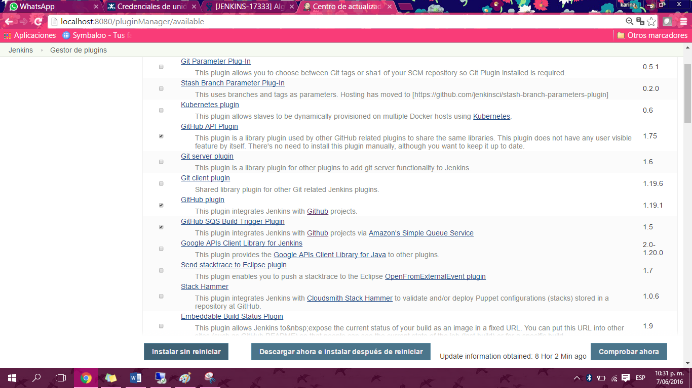 WhatsApp
Credenciales de unic
[JENKINS-17333] Al
Centro de actualizac
localhost:8080/pluginManager/available
Aplicaciones
Symbaloo - Tus
Otros marcadores
Jenkins
Gestor de plugins
Git Parameter Plug-In
This plugin allows you to choose between Git tags or sha1 of your SCM repository so Git Plugin installed is required.
0.5.1
Stash Branch Parameter Plug-In
This uses branches and tags as parameters. Hosting has moved to [https://github.com/jenkinsci/stash-branch-parameters-plugin]
0.2.0
Kubernetes plugin
This plugin allows slaves to be dynamically provisioned on multiple Docker hosts using Kubernetes.
0.6
GitHub API Plugin
This plugin is a library plugin used by other GitHub related plugins to share the same libraries. This plugin does not have any user visible
feature by itself. There's no need to install this plugin manually, although you want to keep it up to date.
1.75
Git server plugin
This plugin is a library plugin for other plugins to add git server functionality to Jenkins.
1.6
Git client plugin
Shared library plugin for other Git related Jenkins plugins.
1.19.6
GitHub plugin
This plugin integrates Jenkins with Github projects.
1.19.1
GitHub SQS Build Trigger Plugin
This plugin integrates Jenkins with Github projects via Amazon's Simple Queue Service
1.5
Google APIs Client Library for Jenkins
This plugin provides the Google APIs Client Library for Java to other plugins
2.0-
1.20.0
Send stacktrace to Eclipse plugin
This plugin enables you to push a stacktrace to the Eclipse OpenFromExternalEvent plugin
1.7
Stack Hammer
This plugin integrates Jenkins with Cloudsmith Stack Hammer to validate and/or deploy Puppet configurations (stacks) stored in a
repository at GitHub.
1.0.6
Embeddable Build Status Plugin
This plugin allows Jenkins to&nbsp;expose the current status of your build as an image in a fixed URL. You can put this URL into other
1.9
Instalar sin reiniciar
Descargar ahora e instalar después de reiniciar
Update information obtained: 8 Hor 2 Min ago
Comprobar ahora
ESP
10:31 p. m.
7/06/2016